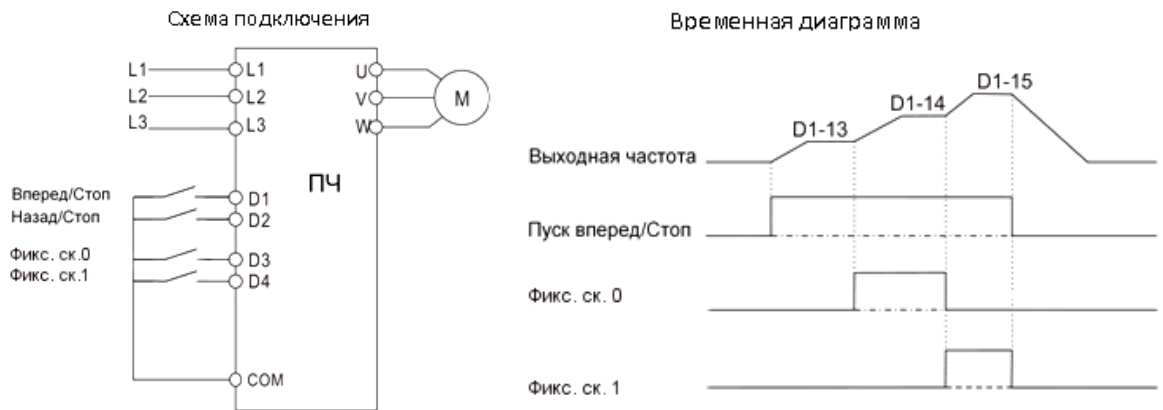 Схема подключения
L1
L2
L3
L1
L2
L3
U
V
W
M
ПЧ
Вперед/Стоп
Назад/Стоп
Фикс. ск.0
Фикс. ск.1
D1
D2
D3
D4
COM
Временная диаграмма
D1-13
D1-14
D1-15
Выходная частота
Пуск вперед/Стоп
Фикс. ск. 0
Фикс. ск. 1